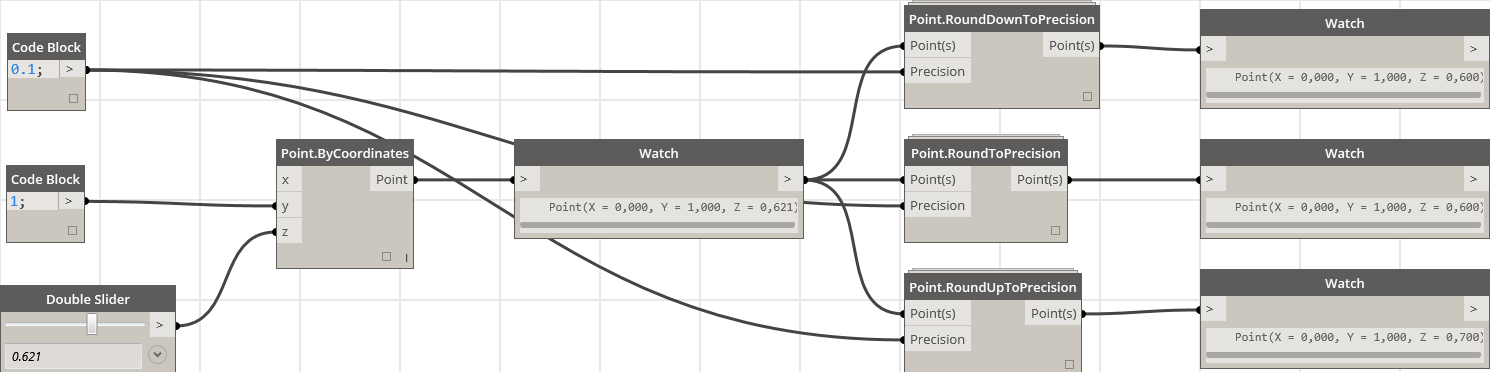 Code Block
0.1; >
Code Block
1; >
Double Slider
>
0.621
Point.ByCoordinates
x Point
y
z
l
Watch
> >
Point(X = 0,000, Y = 1,000, Z = 0,621)
Point.RoundDownToPrecision
Point(s) Point(s)
Precision
Watch
> >
Point(X = 0,000, Y = 1,000, Z = 0,600)
Point.RoundToPrecision
Point(s) Point(s)
Precision
Watch
> >
Point(X = 0,000, Y = 1,000, Z = 0,600)
Point.RoundUpToPrecision
Point(s) Point(s)
Precision
Watch
> >
Point(X = 0,000, Y = 1,000, Z = 0,700)